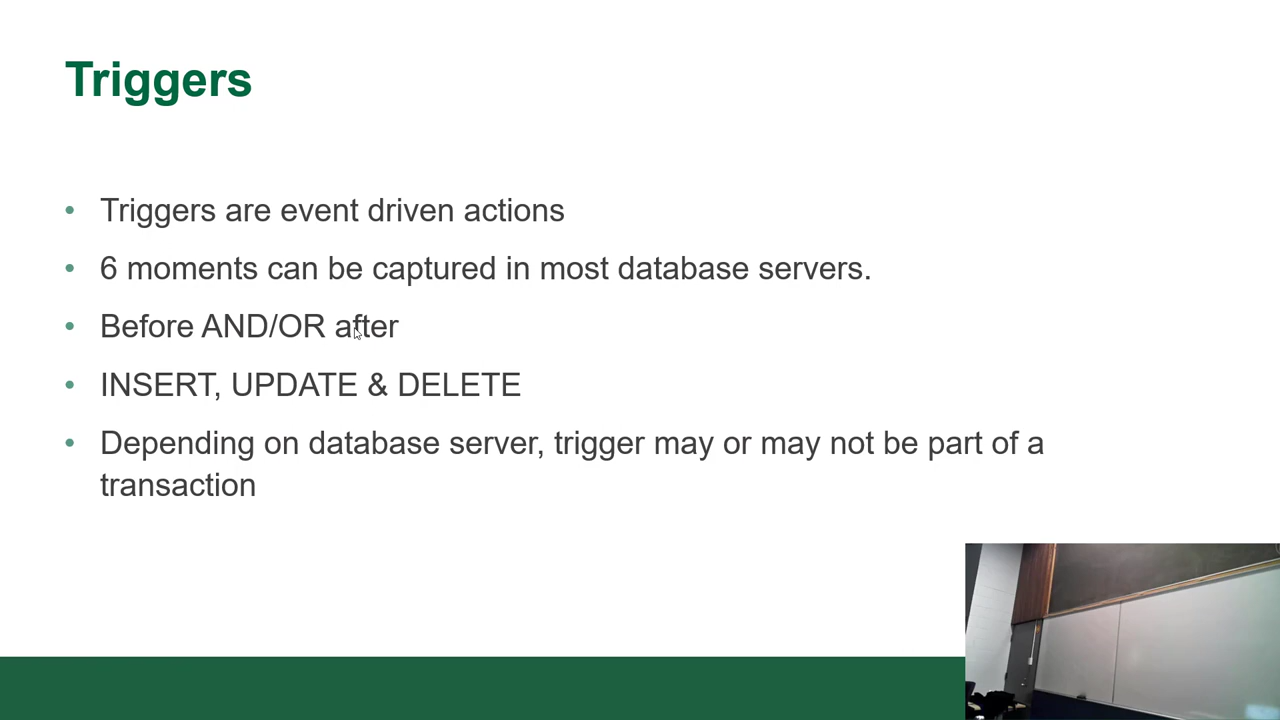 Triggers
• Triggers are event driven actions
• 6 moments can be captured in most database servers.
• Before AND/OR after
• INSERT, UPDATE & DELETE
• Depending on database server, trigger may or may not be part of a
transaction